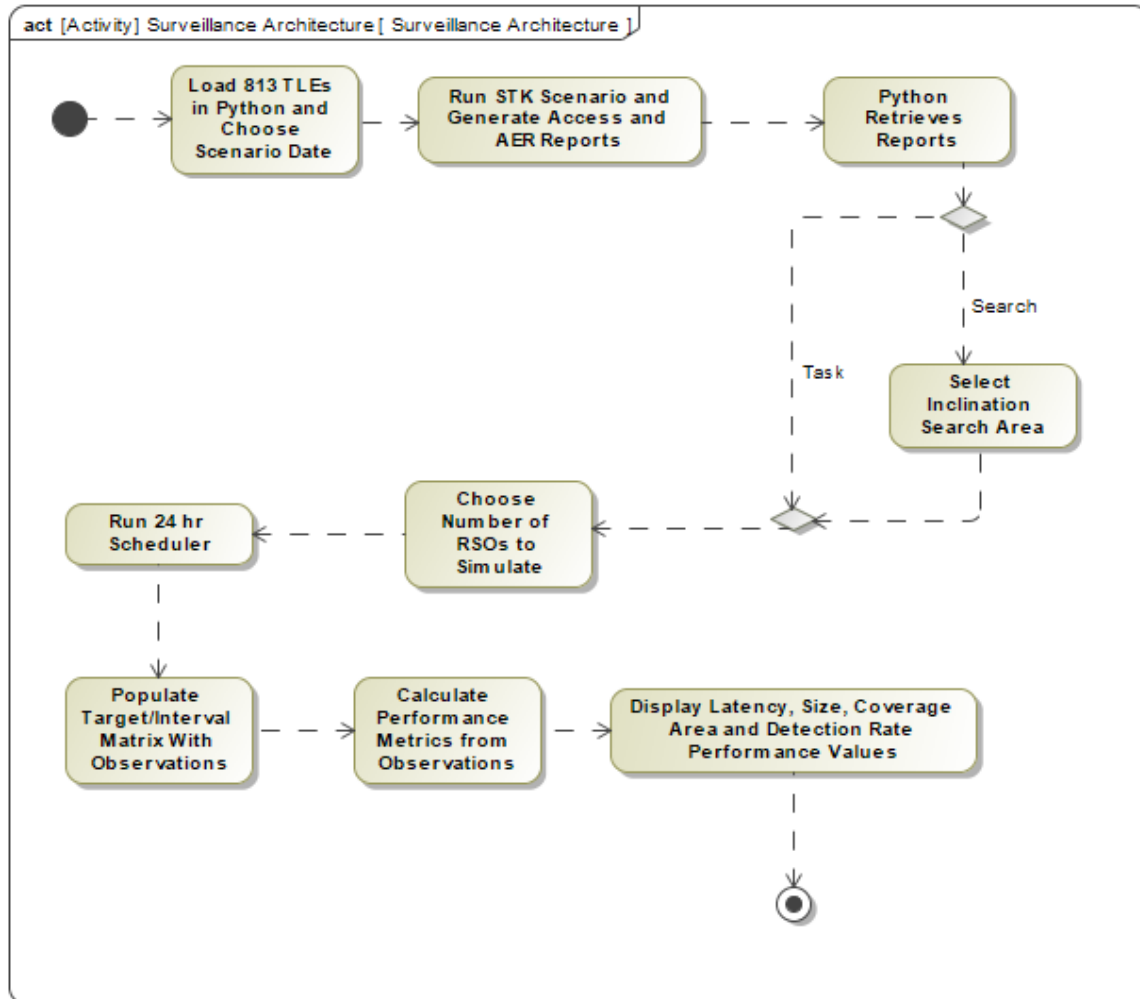 act [Activity] Surveillance Architecture [ Surveillance Architecture ]
Load 813 TLEs
in Python and
Choose
Scenario Date
Run STK Scenario and
Generate Access and
AER Reports
Python
Retrieves
Reports
Search
Task
Select
Inclination
Search Area
Choose
Number of
RSOs to
Simulate
Run 24 hr
Scheduler
Populate
Target/Interval
Matrix With
Observations
Calculate
Performance
Metrics from
Observations
Display Latency, Size, Coverage
Area and Detection Rate
Performance Values